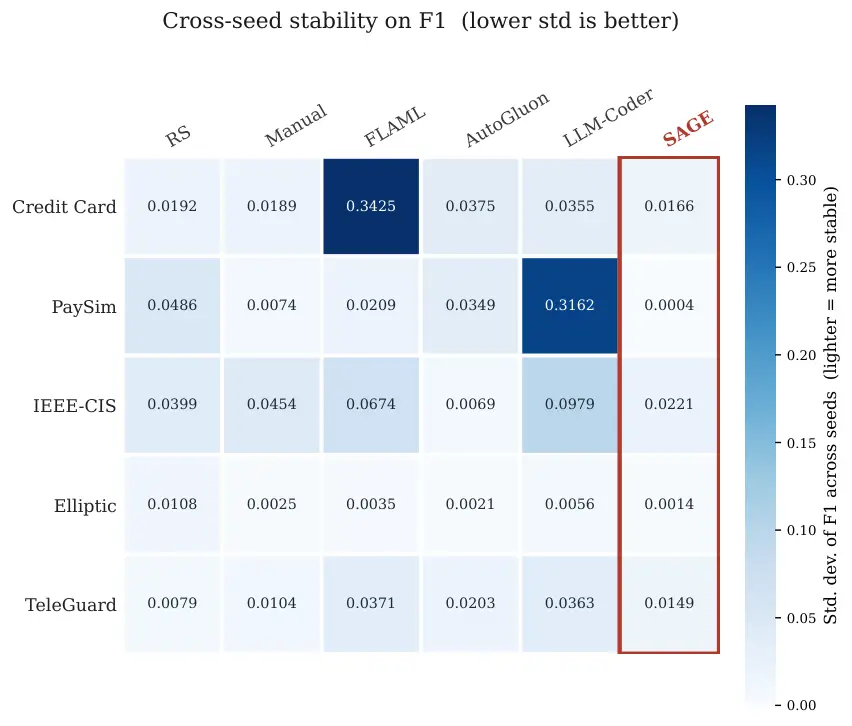 Cross-seed stability on F1  (lower std is better)
RS Manual FLAML AutoGluon LLM-Coder SAGE
Credit Card 0.0192 0.0189 0.3425 0.0375 0.0355 0.0166
PaySim 0.0486 0.0074 0.0209 0.0349 0.3162 0.0004
IEEE-CIS 0.0399 0.0454 0.0674 0.0069 0.0979 0.0221
Elliptic 0.0108 0.0025 0.0035 0.0021 0.0056 0.0014
TeleGuard 0.0079 0.0104 0.0371 0.0203 0.0363 0.0149
0.30
0.25
0.20
0.15
0.10
0.05
0.00
Std. dev. of F1 across seeds  (lighter = more stable)